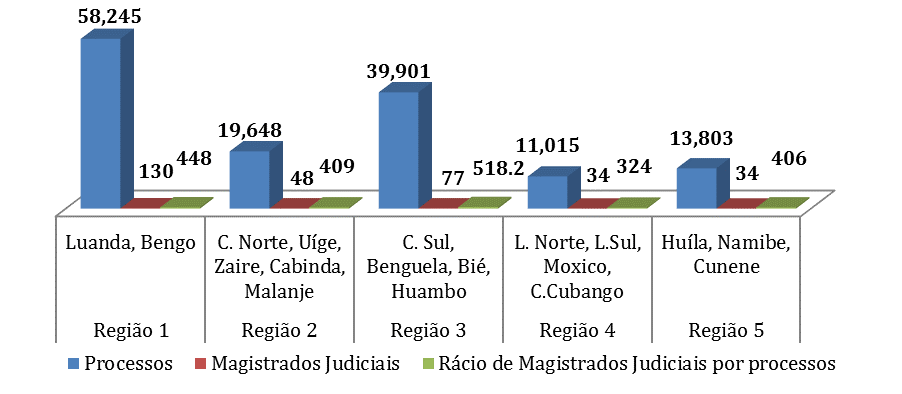 58,245
130 448
19,648
48 409
39,901
77 518.2
11,015
34 324
13,803
34 406
Luanda, Bengo
C. Norte, Uíge,
Zaire, Cabinda,
Malanje
C. Sul,
Benguela, Bié,
Huambo
L. Norte, L.Sul,
Moxico,
C.Cubango
Huíla, Namibe,
Cunene
Região 1
Região 2
Região 3
Região 4
Região 5
Processos
Magistrados Judiciais
Rácio de Magistrados Judiciais por processos